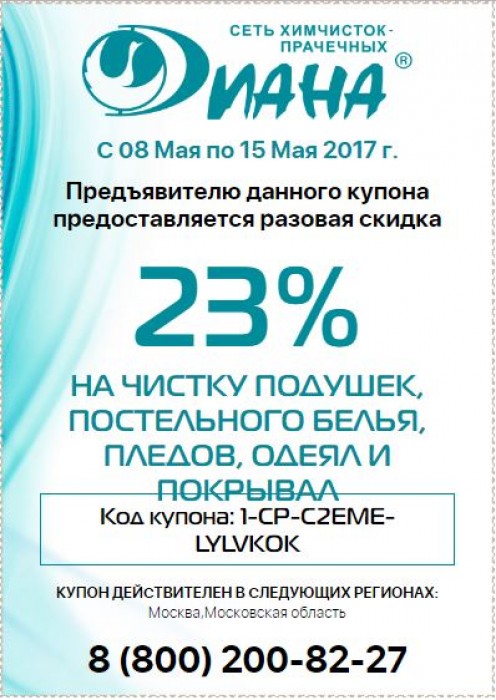 СЕТЬ ХИМЧИСТОК-
ПРАЧЕЧНЫХ
ДИАНА®
С 08 Мая по 15 Мая 2017 г.
Предъявителю данного купона
предоставляется разовая скидка
23%
НА ЧИСТКУ ПОДУШЕК,
ПОСТЕЛЬНОГО БЕЛЬЯ,
ПЛЕДОВ, ОДЕЯЛ И
ПОКРЫВАЛ
Код купона: 1-CP-C2EME-
LYLVKOK
КУПОН ДЕЙСТВИТЕЛЕН В СЛЕДУЮЩИХ РЕГИОНАХ:
Москва,Московская область
8 (800) 200-82-27